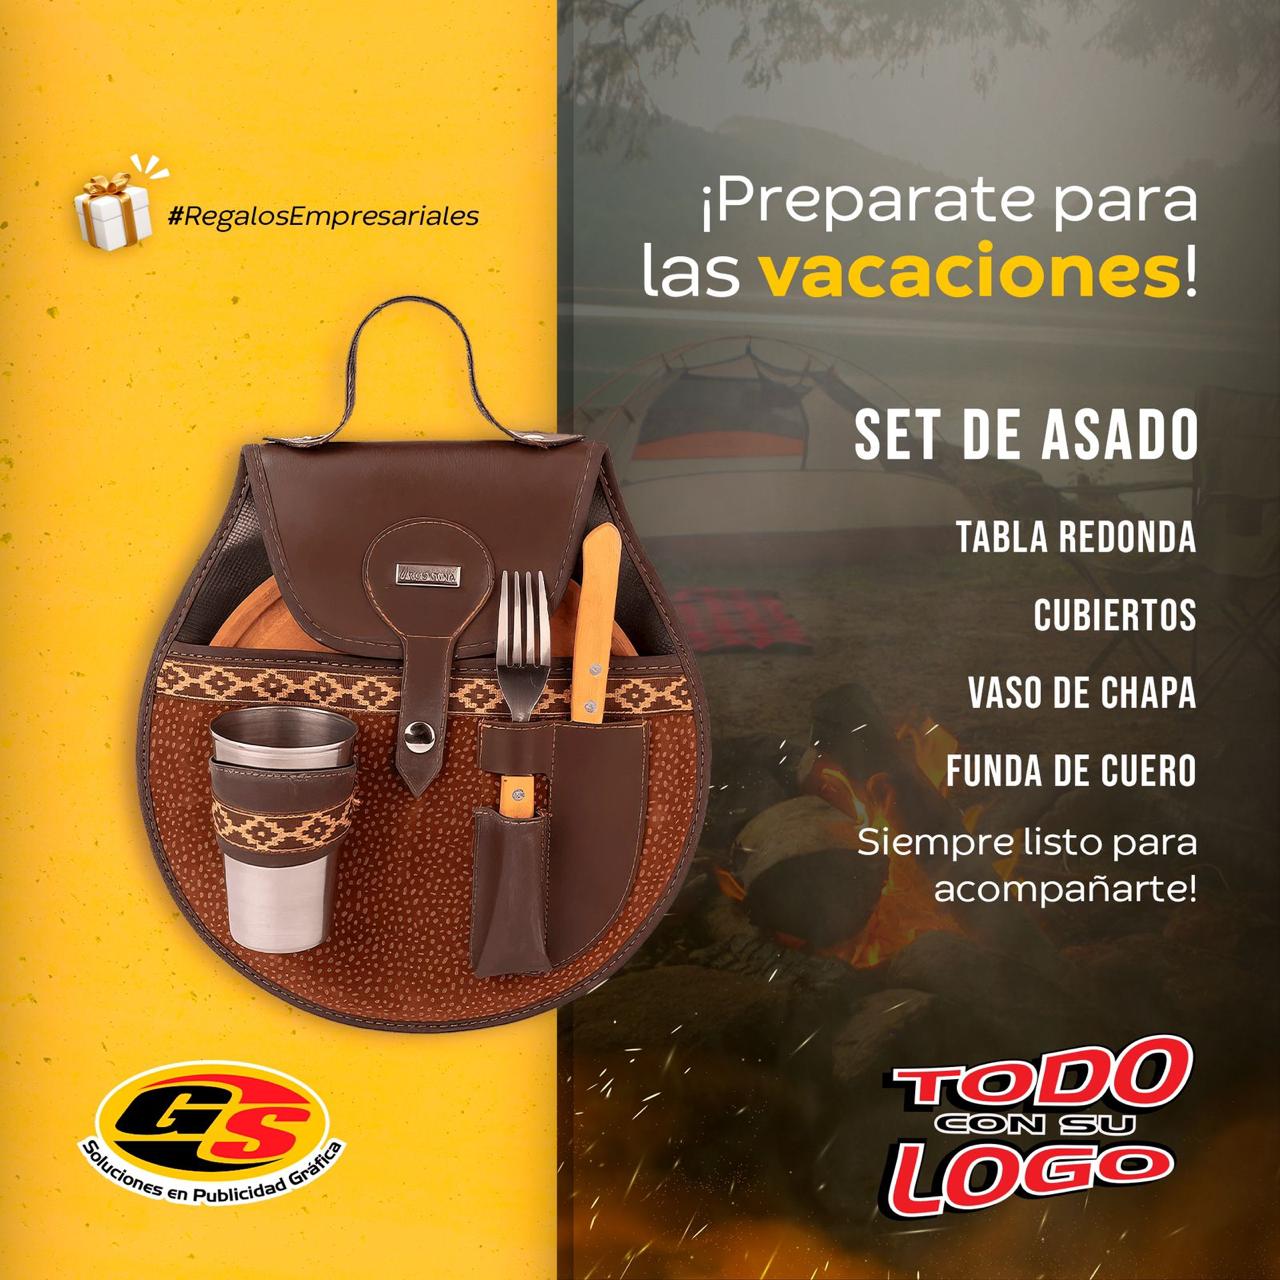 #RegalosEmpresariales
¡Preparate para
las vacaciones!
SET DE ASADO
TABLA REDONDA
CUBIERTOS
VASO DE CHAPA
FUNDA DE CUERO
Siempre listo para
acompañarte!
ARGENTINA
GS
Soluciones en Publicidad Gráfica
TODO
CON SU
LOGO